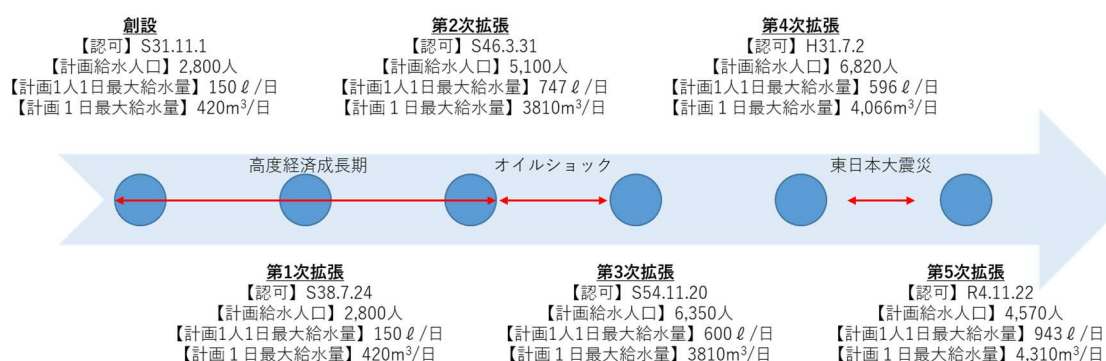 創設
【認可】S31.11.1
【計画給水人口】2,800人
【計画1人1日最大給水量】150ℓ/日
【計画１日最大給水量】420m³/日
第2次拡張
【認可】S46.3.31
【計画給水人口】5,100人
【計画1人1日最大給水量】747ℓ/日
【計画１日最大給水量】3810m³/日
第4次拡張
【認可】H31.7.2
【計画給水人口】6,820人
【計画1人1日最大給水量】596ℓ/日
【計画１日最大給水量】4,066m³/日
高度経済成長期
オイルショック
東日本大震災
第1次拡張
【認可】S38.7.24
【計画給水人口】2,800人
【計画1人1日最大給水量】150ℓ/日
【計画１日最大給水量】420m³/日
第3次拡張
【認可】S54.11.20
【計画給水人口】6,350人
【計画1人1日最大給水量】600ℓ/日
【計画１日最大給水量】3810m³/日
第5次拡張
【認可】R4.11.22
【計画給水人口】4,570人
【計画1人1日最大給水量】943ℓ/日
【計画１日最大給水量】4,310m³/日